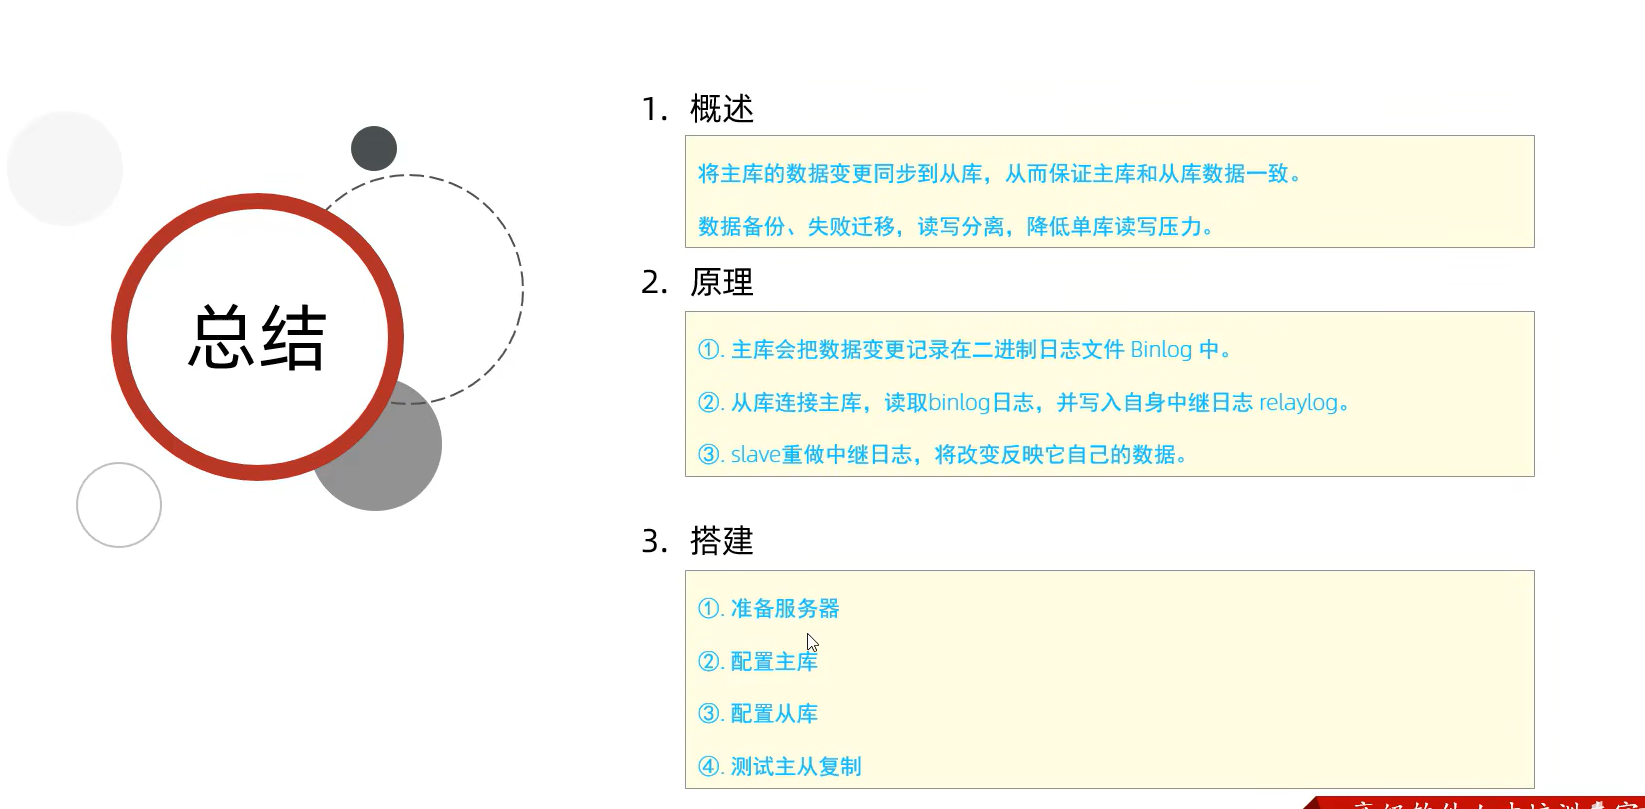 总结
1. 概述
将主库的数据变更同步到从库，从而保证主库和从库数据一致。
数据备份、失败迁移，读写分离，降低单库读写压力。
2. 原理
①. 主库会把数据变更记录在二进制日志文件 Binlog 中。
②. 从库连接主库，读取binlog日志，并写入自身中继日志 relaylog。
③. slave重做中继日志，将改变反映它自己的数据。
3. 搭建
①. 准备服务器
②. 配置主库
③. 配置从库
④. 测试主从复制